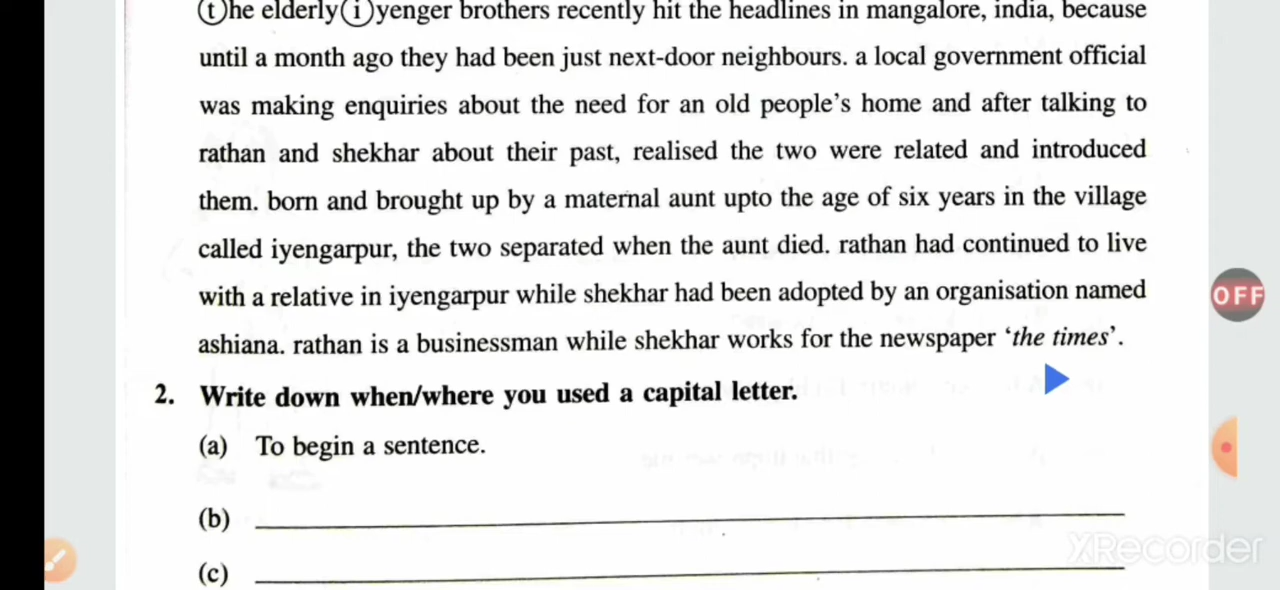 the elderly iyenger brothers recently hit the headlines in mangalore, india, because
until a month ago they had been just next-door neighbours. a local government official
was making enquiries about the need for an old people's home and after talking to
rathan and shekhar about their past, realised the two were related and introduced
them. born and brought up by a maternal aunt upto the age of six years in the village
called iyengarpur, the two separated when the aunt died. rathan had continued to live
with a relative in iyengarpur while shekhar had been adopted by an organisation named
ashiana. rathan is a businessman while shekhar works for the newspaper 'the times'.
2. Write down when/where you used a capital letter.
(a) To begin a sentence.
(b)
(c)
OFF
XRecorder